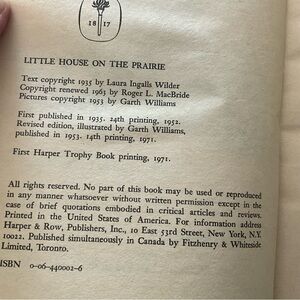 18 17
LITTLE HOUSE ON THE PRAIRIE
Text copyright 1935 by Laura Ingalls Wilder
Copyright renewed 1963 by Roger L. MacBride
Pictures copyright 1953 by Garth Williams
First published in 1935. 24th printing, 1952.
Revised edition, illustrated by Garth Williams,
published in 1953. 14th printing, 1971.
First Harper Trophy Book printing, 1971.
All rights reserved. No part of this book may be used or reproduced
in any manner whatsoever without written permission except in the
case of brief quotations embodied in critical articles and reviews.
Printed in the United States of America. For information address
Harper & Row, Publishers, Inc., 10 East 53rd Street, New York, N.Y.
10022. Published simultaneously in Canada by Fitzhenry & Whiteside
Limited, Toronto.
ISBN 0-06-440002-6